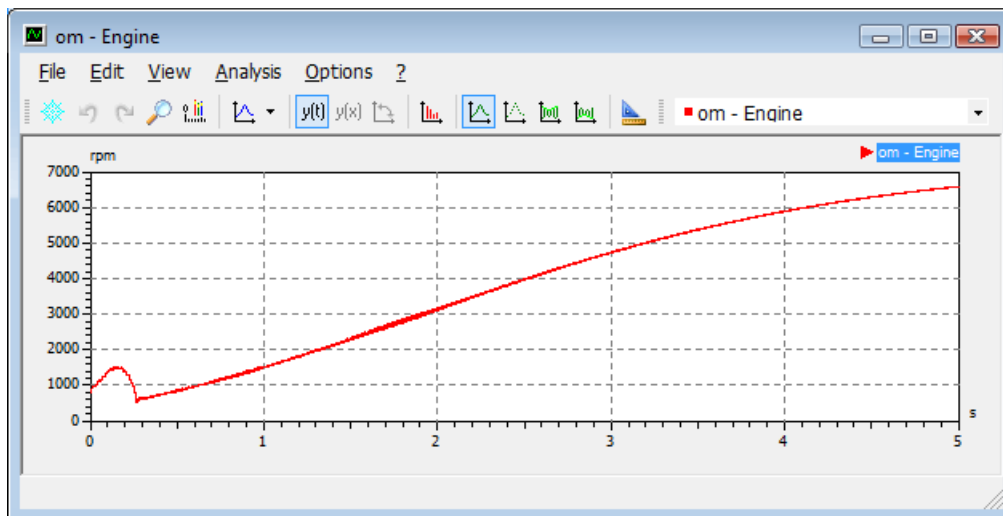 om - Engine
File Edit View Analysis Options ?
y(t) y(x) om - Engine
rpm om - Engine
7000
6000
5000
4000
3000
2000
1000
0
s
0 1 2 3 4 5